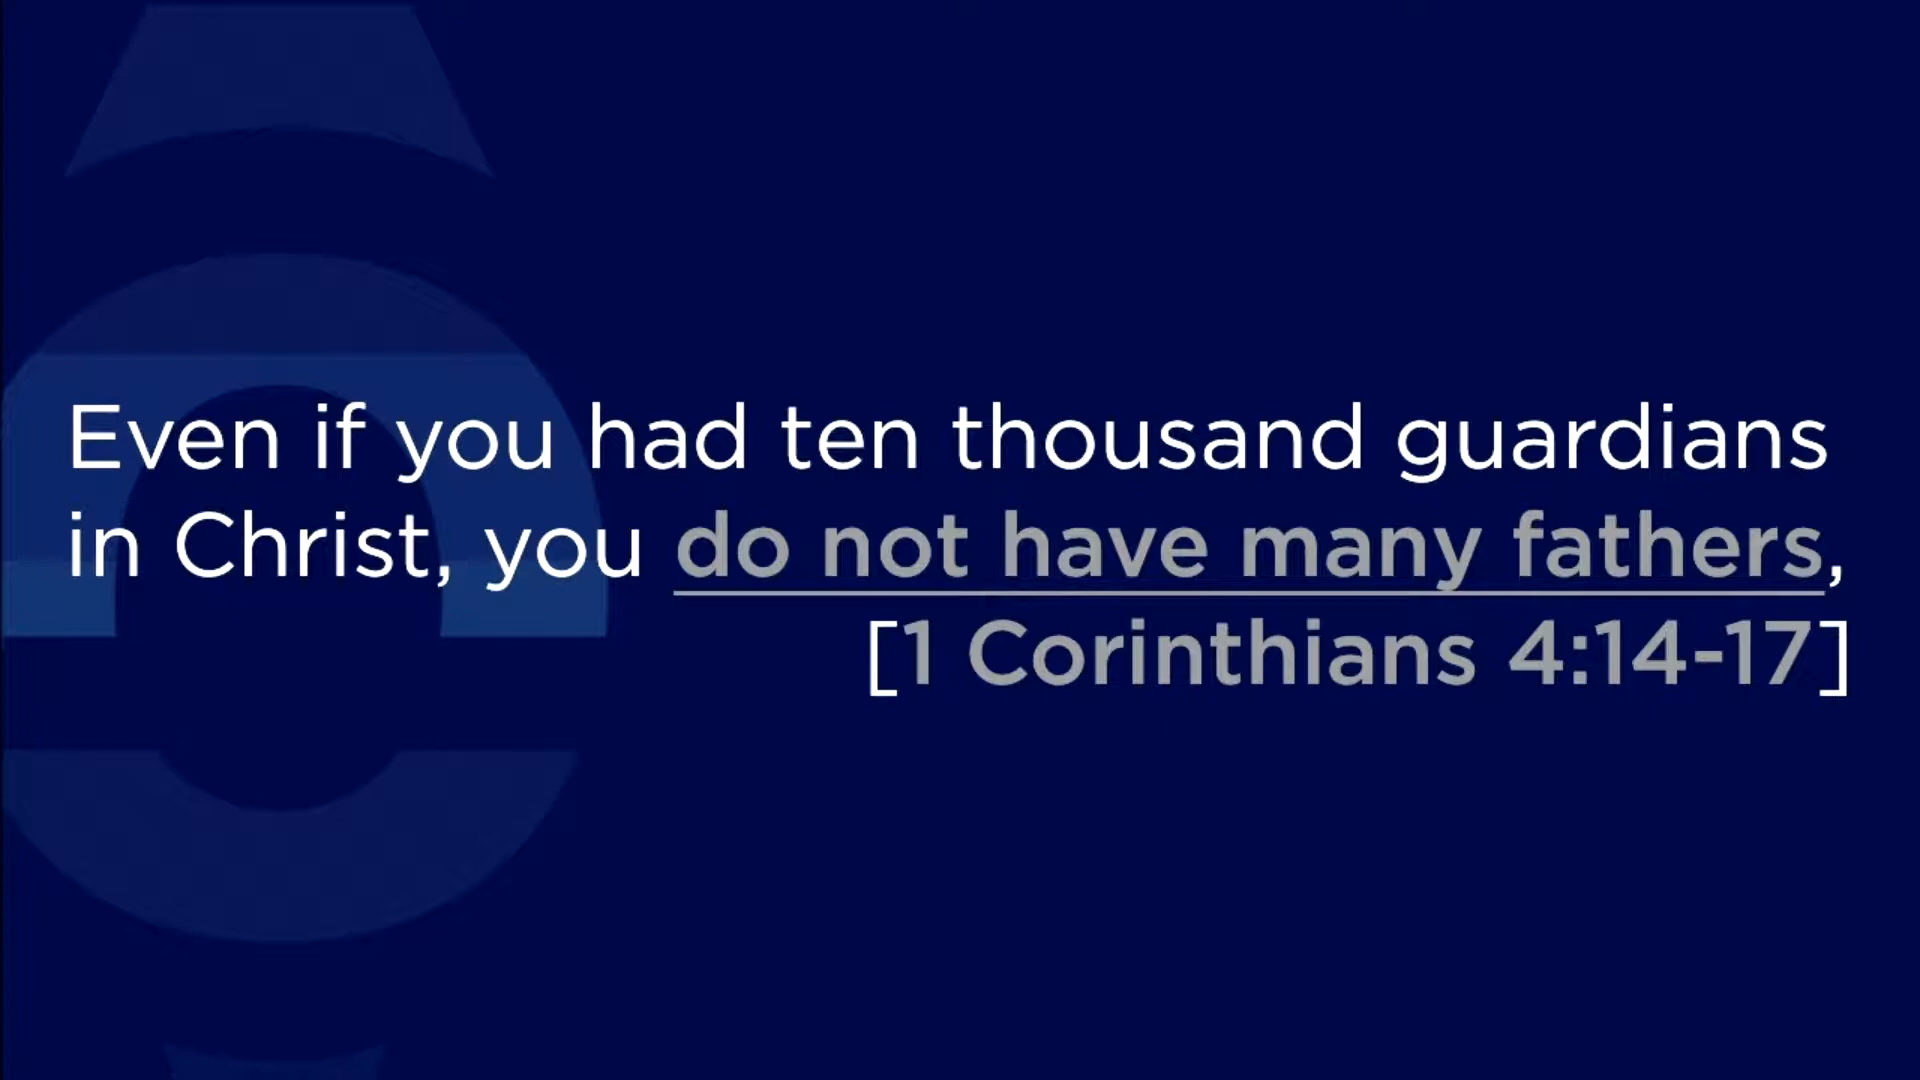 Even if you had ten thousand guardians
in Christ, you do not have many fathers,
[1 Corinthians 4:14-17]